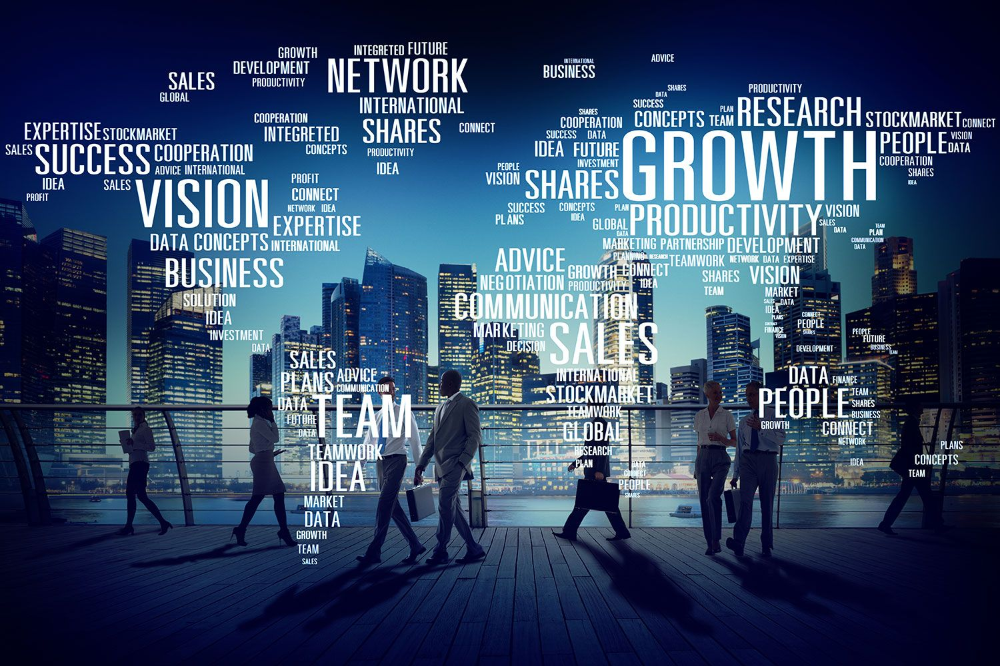 GROWTH
DEVELOPMENT
PRODUCTIVITY
SALES
GLOBAL
INTEGRETED FUTURE
NETWORK
INTERNATIONAL
SHARES
PRODUCTIVITY
IDEA
CONNECT
COOPERATION
INTEGRETED
CONCEPTS
EXPERTISE STOCKMARKET
SALES SUCCESS COOPERATION
ADVICE INTERNATIONAL
IDEA SALES
PROFIT
VISION
PROFIT
CONNECT
NETWORK IDEA
EXPERTISE
DATA CONCEPTS INTERNATIONAL
BUSINESS
SOLUTION
IDEA
INVESTMENT
DATA
SALES
PLANS ADVICE
COMMUNICATION
DATA TEAM
FUTURE
DATA
TEAMWORK
IDEA
MARKET
DATA
GROWTH
TEAM
SALES
INTERNATIONAL
BUSINESS
ADVICE
SHARES
DATA
SUCCESS
PRODUCTIVITY
SHARES
COOPERATION CONCEPTS
PLAN
TEAM RESEARCH STOCKMARKET CONNECT
SUCCESS DATA
IDEA FUTURE GROWTH PEOPLE VISION
DATA
INVESTMENT
COOPERATION
SHARES
IDEA
PEOPLE
VISION SHARES
SUCCESS CONCEPTS PLAN
PLANS IDEA
PRODUCTIVITY VISION
GLOBAL
DATA
SALES
DATA
TEAM
PLAN
COMMUNICATION
DATA
MARKETING PARTNERSHIP DEVELOPMENT
PLANNING RESEARCH TEAMWORK NETWORK DATA EXPERTISE
ADVICE GROWTH CONNECT
NEGOTIATION PRODUCTIVITY IDEA
SHARES VISION
TEAM
MARKET
SALES DATA
IDEA
PLANS
CONTRACT
FINANCE
VISION
CONNECT
PEOPLE
SHARES
COMMUNICATION
MARKETING SALES
DECISION
PEOPLE
FUTURE
BUSINESS
TEAM
DEVELOPMENT
INTERNATIONAL
STOCKMARKET
TEAMWORK
GLOBAL
RESEARCH
PLAN
DATA
CONNECT
PEOPLE
SHARES
DATA FINANCE
PEOPLE TEAM
SHARES
BUSINESS
GROWTH CONNECT
NETWORK
IDEA
PLANS
CONCEPTS
TEAM